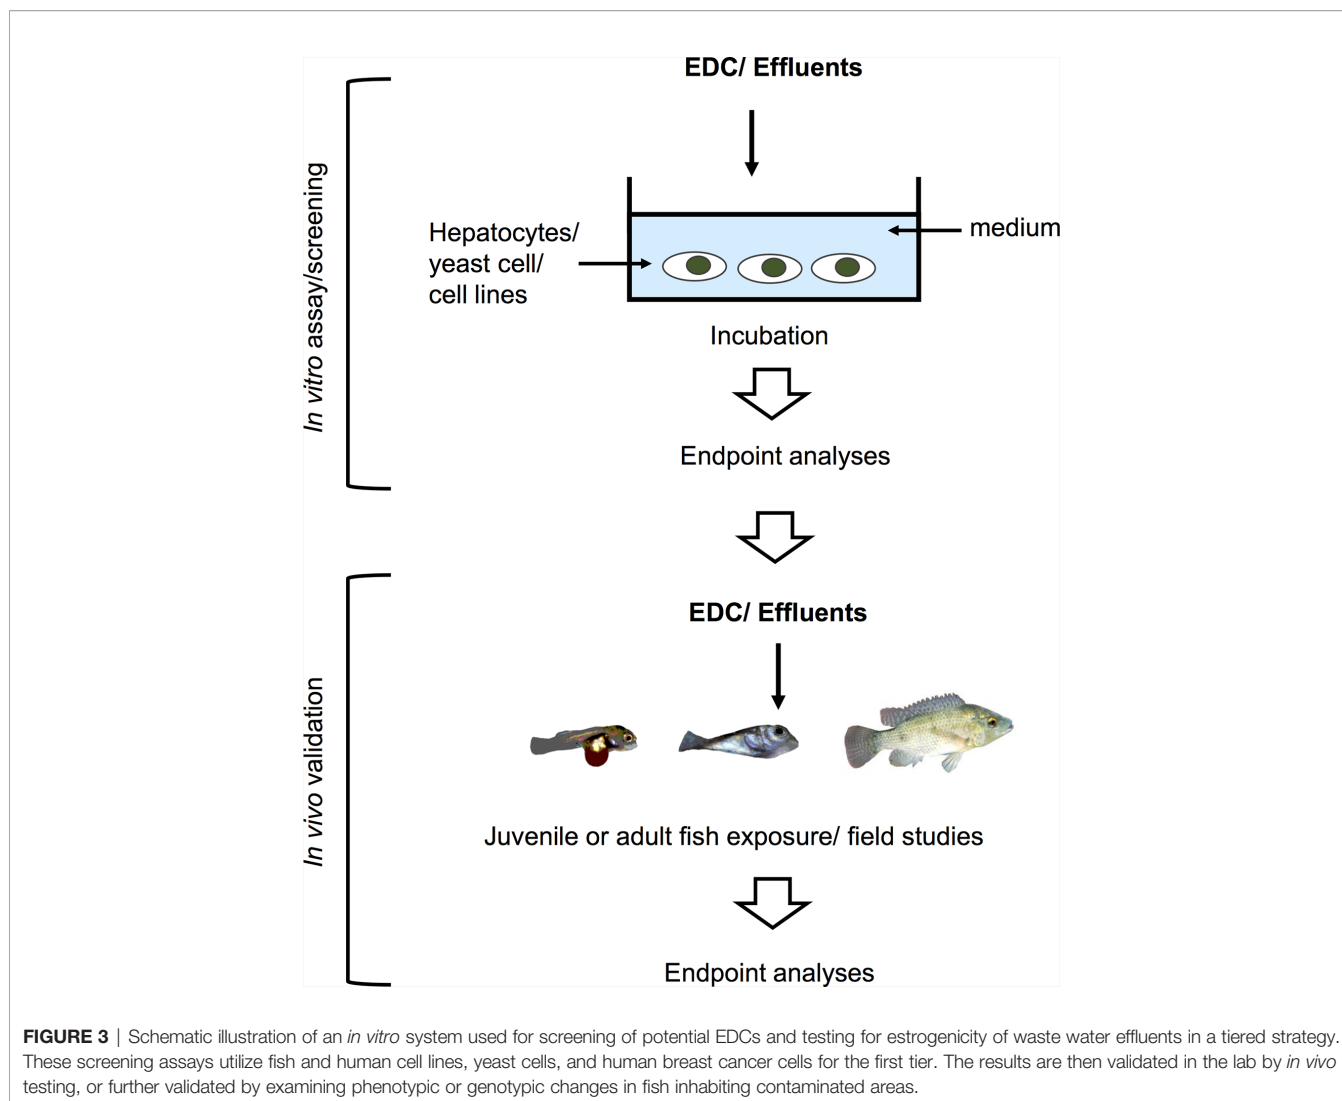 EDC/ Effluents
In vitro assay/screening
Hepatocytes/
yeast cell/
cell lines
medium
Incubation
Endpoint analyses
EDC/ Effluents
In vivo validation
Juvenile or adult fish exposure/ field studies
Endpoint analyses
FIGURE 3 | Schematic illustration of an in vitro system used for screening of potential EDCs and testing for estrogenicity of waste water effluents in a tiered strategy.
These screening assays utilize fish and human cell lines, yeast cells, and human breast cancer cells for the first tier. The results are then validated in the lab by in vivo
testing, or further validated by examining phenotypic or genotypic changes in fish inhabiting contaminated areas.